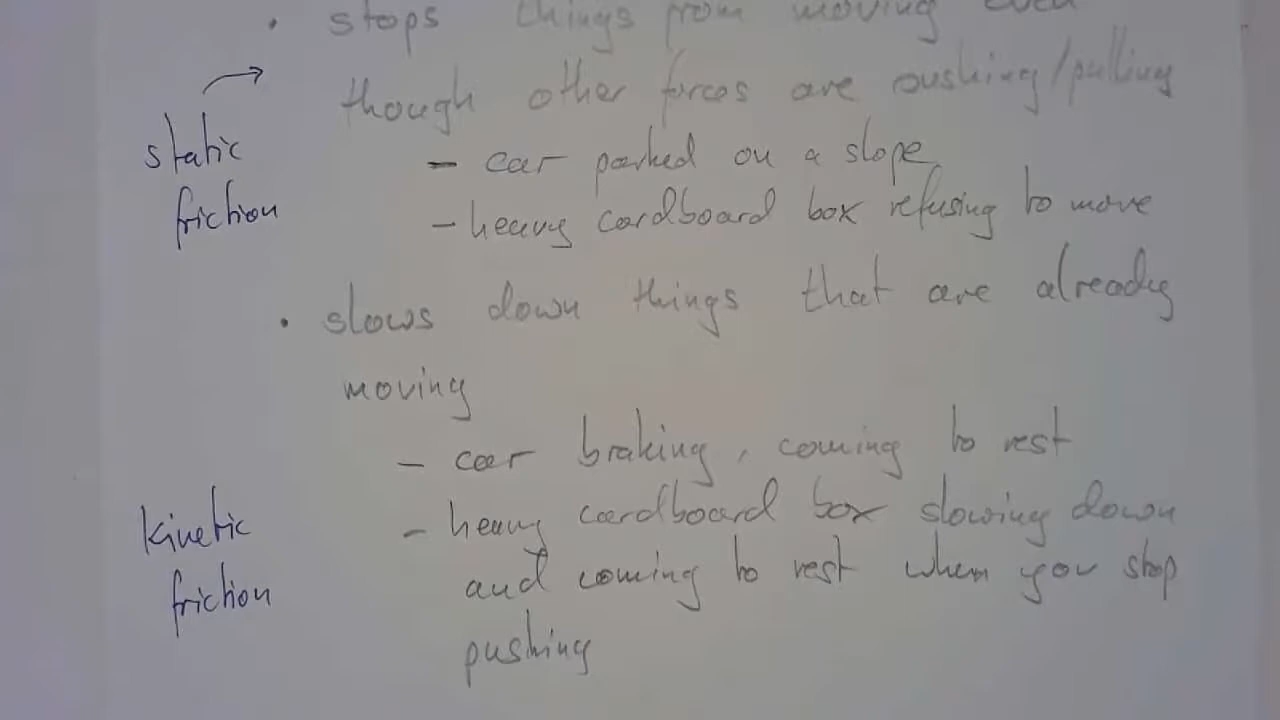 • stops things from moving even
though other forces are pushing/pulling
static
friction
- car parked on a slope
- heavy cardboard box refusing to move
• slows down things that are already
moving
- car braking, coming to rest
kinetic
friction
- heavy cardboard box slowing down
and coming to rest when you stop
pushing